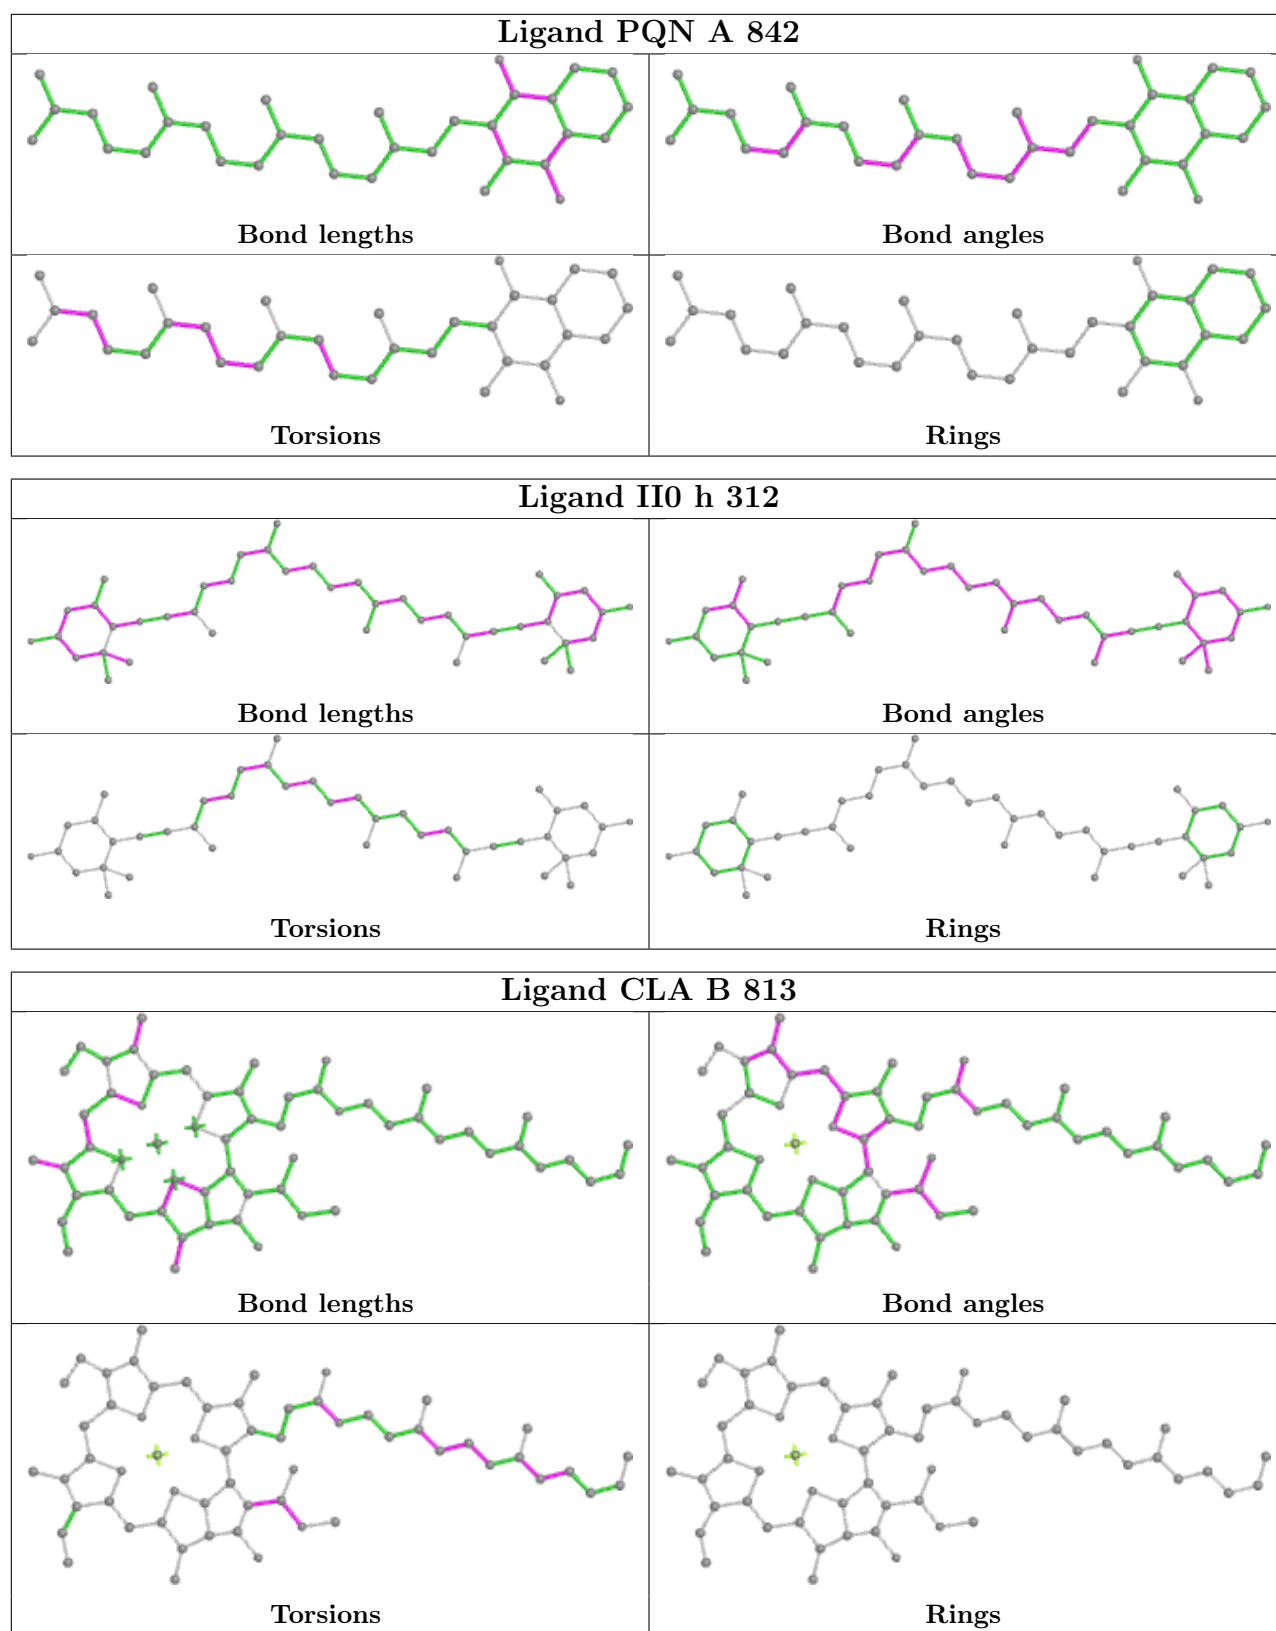 Ligand PQN A 842
Bond lengths
Bond angles
Torsions
Rings
Ligand II0 h 312
Bond lengths
Bond angles
Torsions
Rings
Ligand CLA B 813
Bond lengths
Bond angles
Torsions
Rings